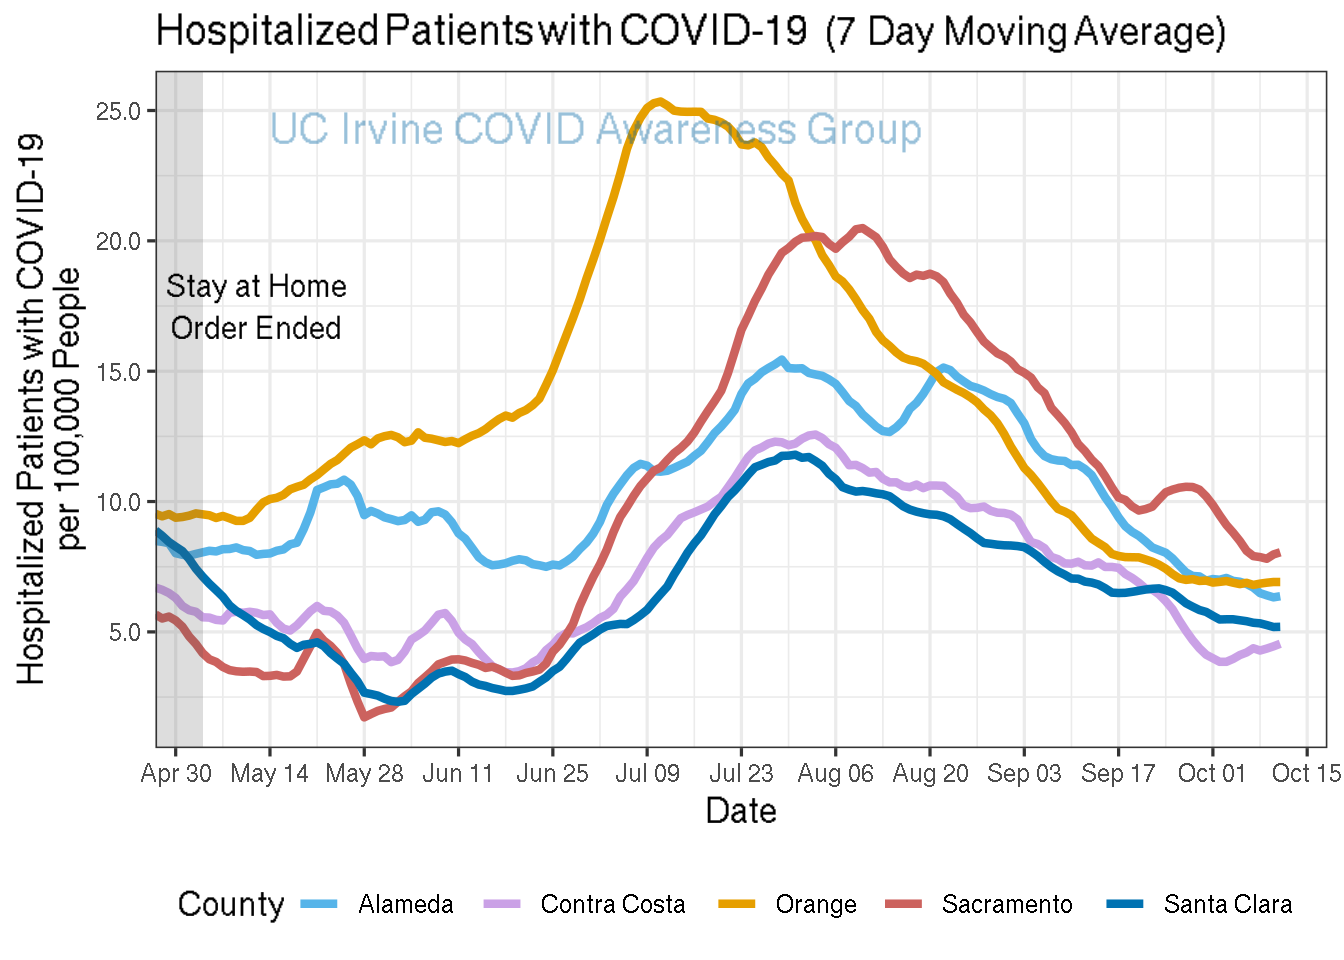 Hospitalized Patients with COVID-19 (7 Day Moving Average)
UC Irvine COVID Awareness Group
Hospitalized Patients with COVID-19
per 100,000 People
25.0
20.0
15.0
10.0
5.0
Stay at Home
Order Ended
Apr 30 May 14 May 28 Jun 11 Jun 25 Jul 09 Jul 23 Aug 06 Aug 20 Sep 03 Sep 17 Oct 01 Oct 15
Date
County Alameda Contra Costa Orange Sacramento Santa Clara